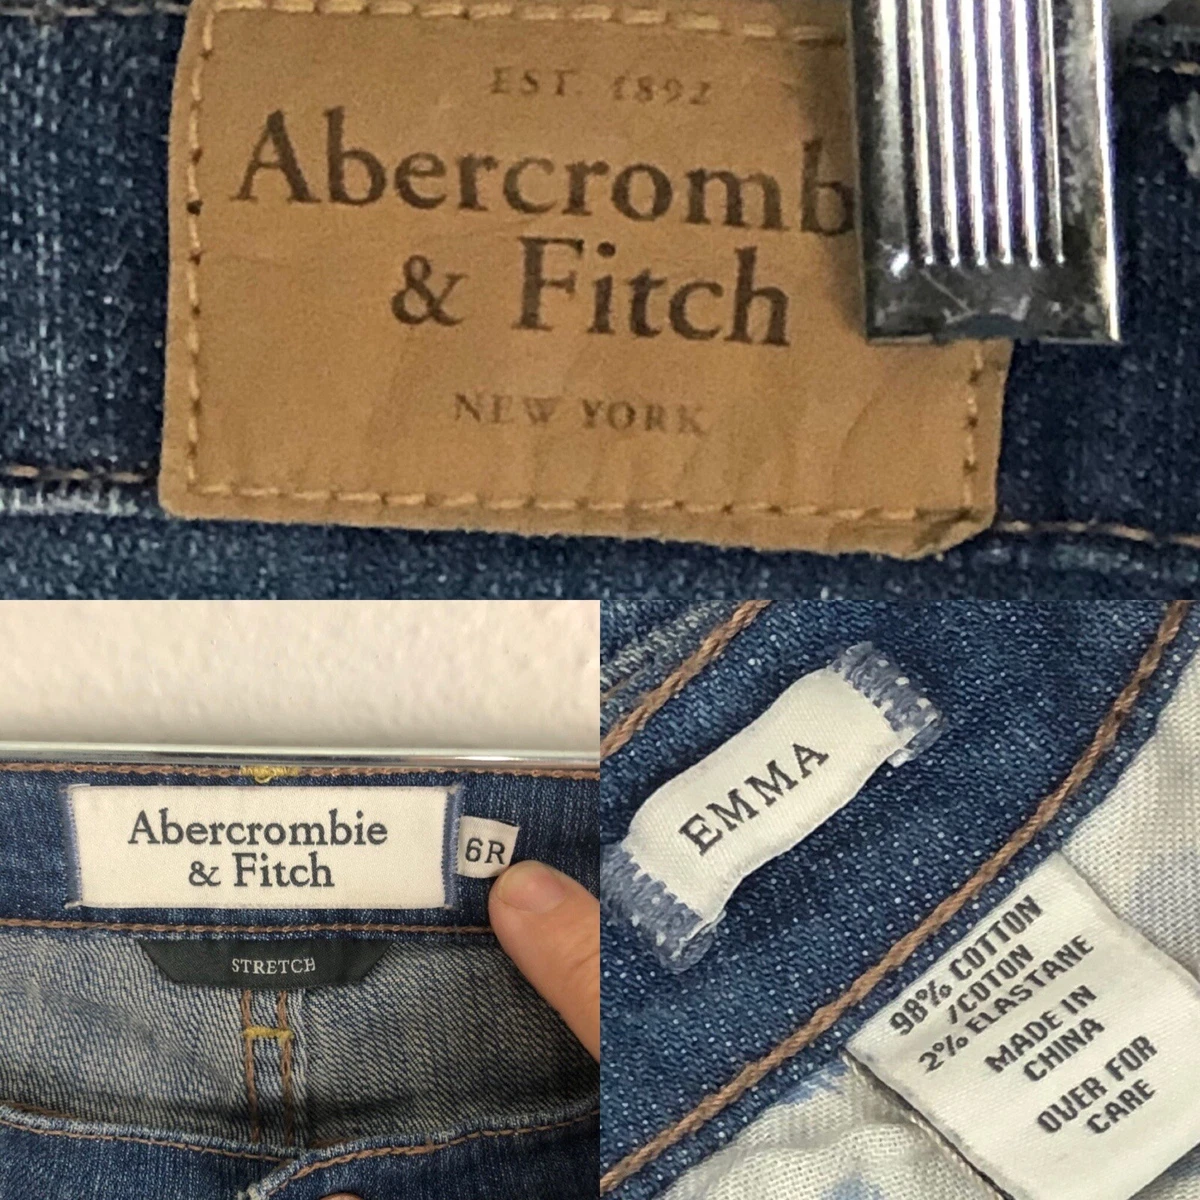 EST. 1892
Abercromb
& Fitch
NEW YORK
Abercrombie
& Fitch
6R
STRETCH
EMMA
98% COTTON
/COTON
2% ELASTANE
MADE IN
CHINA
OVER FOR
CARE